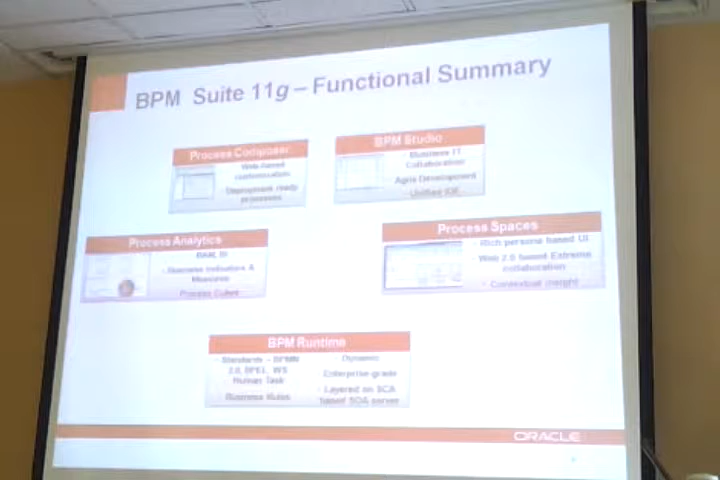 BPM Suite 11g – Functional Summary
Process Composer
Web-based
customization
Deployment ready
processes
BPM Studio
Business IT
Collaboration
Agile Development
Unified IDE
Process Analytics
BAM, BI
Business Indicators &
Measures
Process Cubes
Process Spaces
Rich persona based UI
Web 2.0 based Extreme
collaboration
Contextual Insight
BPM Runtime
Standards – BPMN
2.0, BPEL, WS
Human Task
Business Rules
Dynamic
Enterprise-grade
Layered on SCA
based SOA server
ORACLE